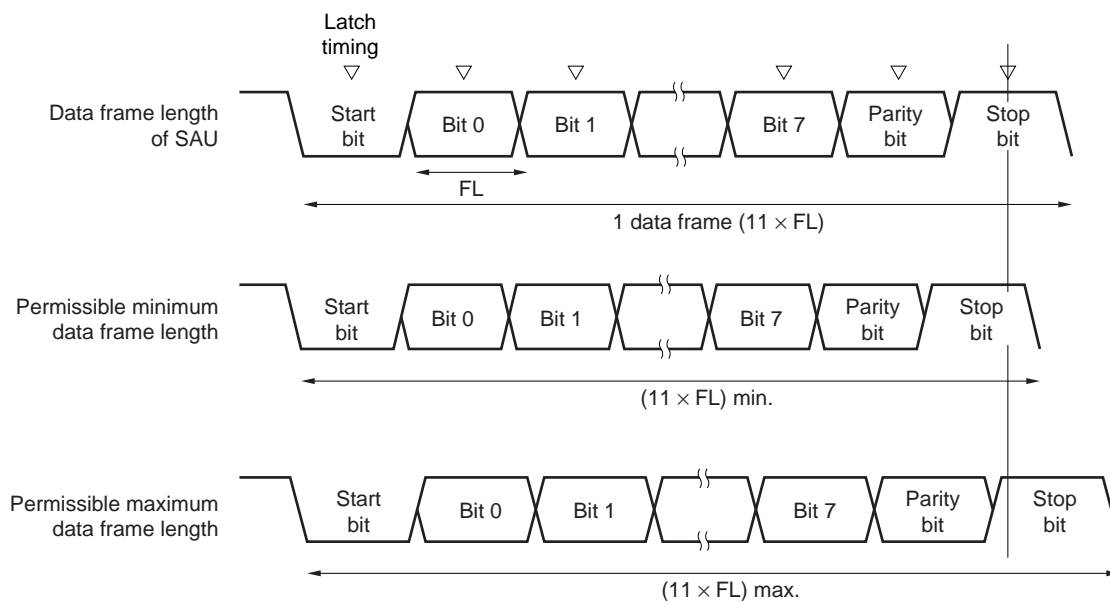 Latch
timing
Data frame length
of SAU
Start
bit
Bit 0
Bit 1
Bit 7
Parity
bit
Stop
bit
FL
1 data frame (11 × FL)
Permissible minimum
data frame length
Start
bit
Bit 0
Bit 1
Bit 7
Parity
bit
Stop
bit
(11 × FL) min.
Permissible maximum
data frame length
Start
bit
Bit 0
Bit 1
Bit 7
Parity
bit
Stop
bit
(11 × FL) max.